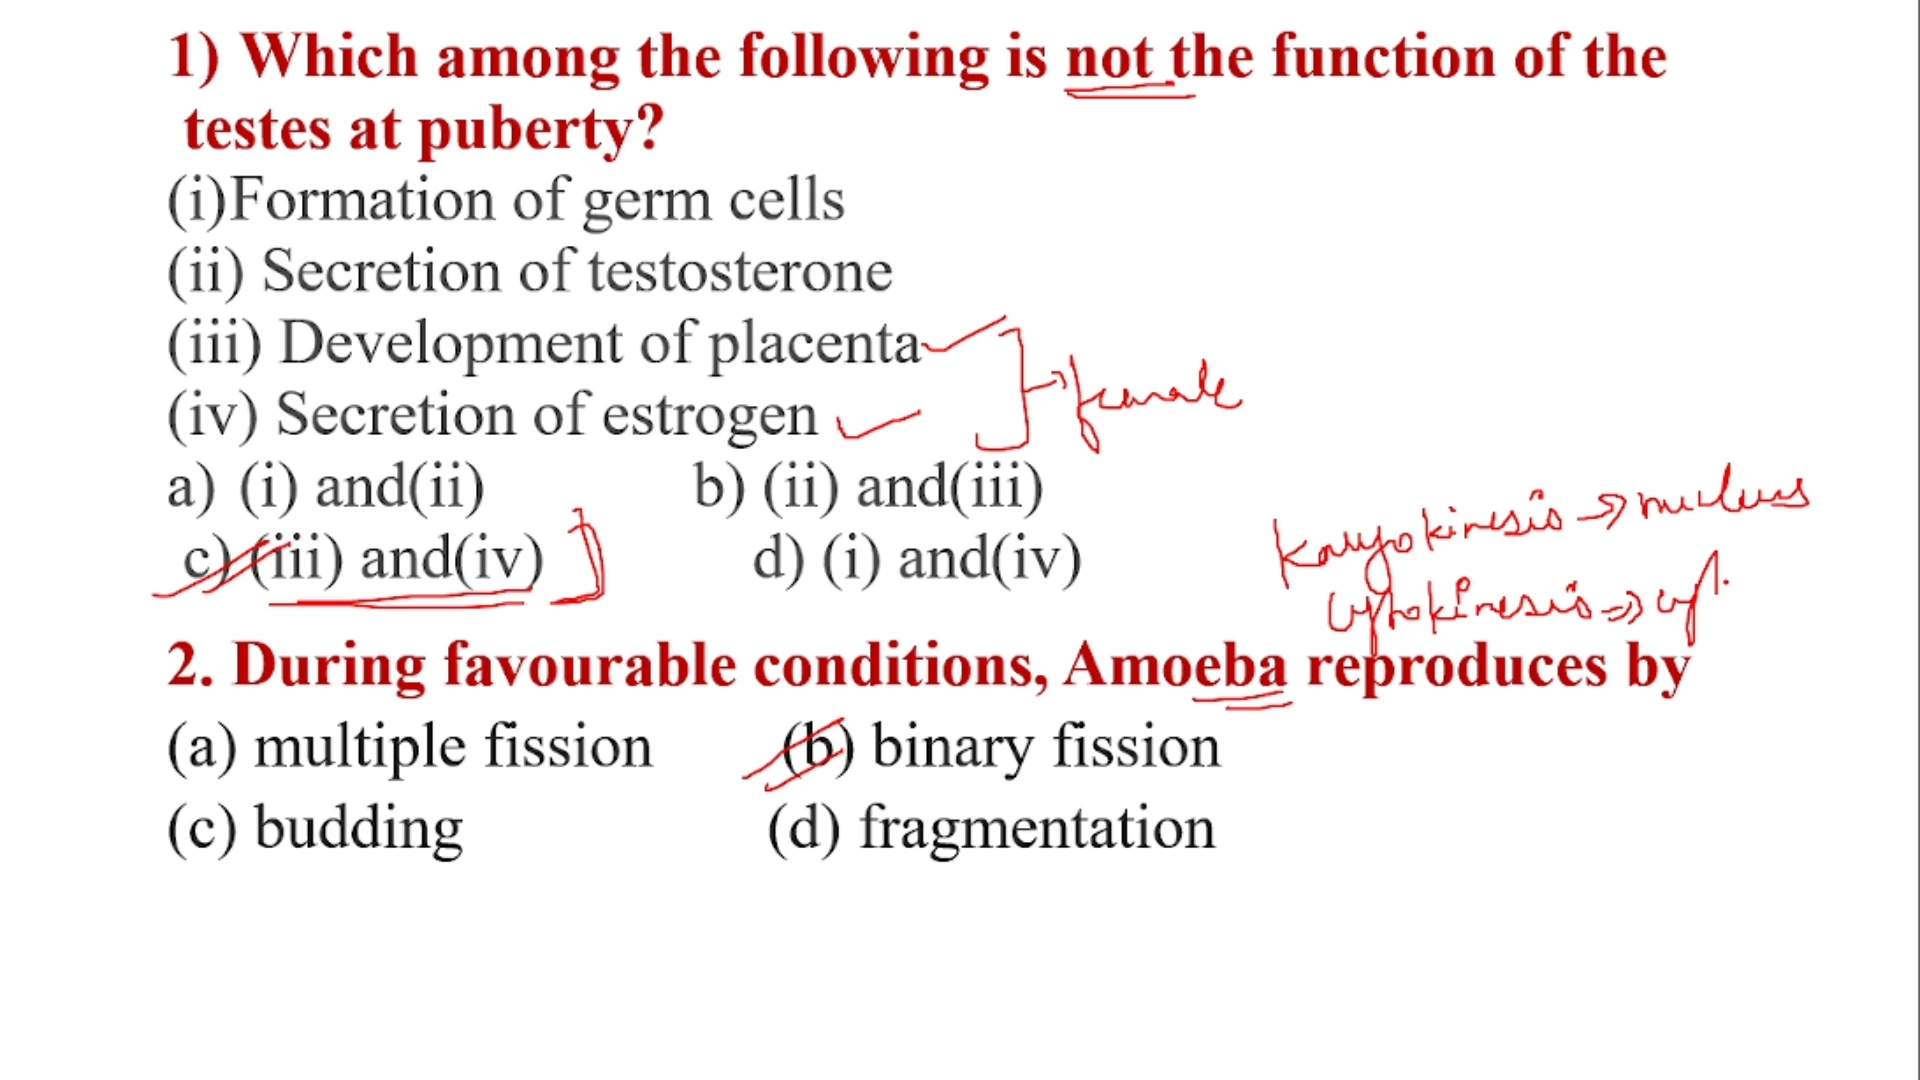 1) Which among the following is not the function of the
testes at puberty?
(i)Formation of germ cells
(ii) Secretion of testosterone
(iii) Development of placenta
(iv) Secretion of estrogen
female
a) (i) and(ii) b) (ii) and(iii)
c) (iii) and(iv) d) (i) and(iv)
Karyokinesis → nucleus
Cytokinesis →
2. During favourable conditions, Amoeba reproduces by
(a) multiple fission (b) binary fission
(c) budding (d) fragmentation